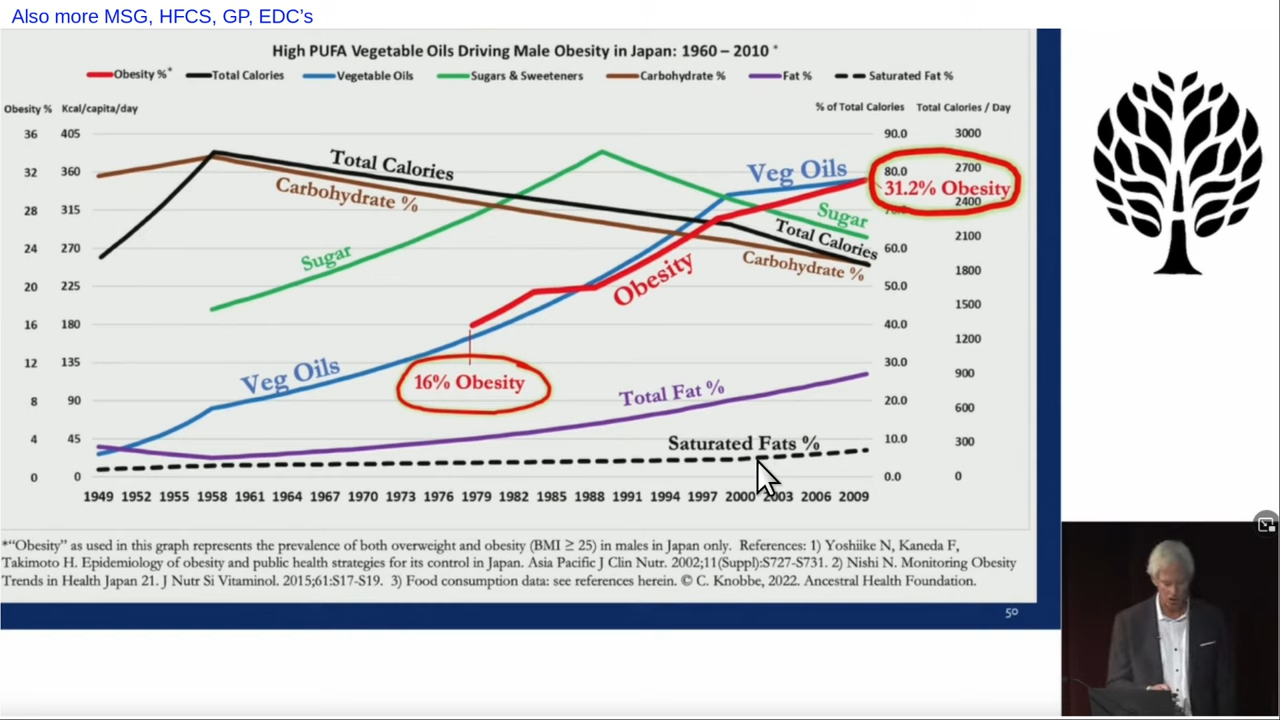 Also more MSG, HFCS, GP, EDC's
High PUFA Vegetable Oils Driving Male Obesity in Japan: 1960 – 2010 *
Obesity %* Total Calories Vegetable Oils Sugars & Sweeteners Carbohydrate % Fat % Saturated Fat %
Obesity % Kcal/capita/day % of Total Calories Total Calories / Day
36 405 90.0 3000
32 360 80.0 2700
31.2% Obesity
28 315 2400
24 270 60.0 2100
20 225 50.0 1800
16 180 40.0 1500
12 135 30.0 1200
8 90 20.0 900
4 45 10.0 600
0 0 0.0 300
0
Total Calories
Carbohydrate %
Sugar
Veg Oils
Veg Oils
Sugar
Total Calories
Carbohydrate %
Obesity
16% Obesity
Total Fat %
Saturated Fats %
1949 1952 1955 1958 1961 1964 1967 1970 1973 1976 1979 1982 1985 1988 1991 1994 1997 2000 2003 2006 2009
*"Obesity" as used in this graph represents the prevalence of both overweight and obesity (BMI ≥ 25) in males in Japan only. References: 1) Yoshiike N, Kaneda F,
Takimoto H. Epidemiology of obesity and public health strategies for its control in Japan. Asia Pacific J Clin Nutr. 2002;11(Suppl):S727-S731. 2) Nishi N. Monitoring Obesity
Trends in Health Japan 21. J Nutr Si Vitaminol. 2015;61:S17-S19. 3) Food consumption data: see references herein. © C. Knobbe, 2022. Ancestral Health Foundation.
50